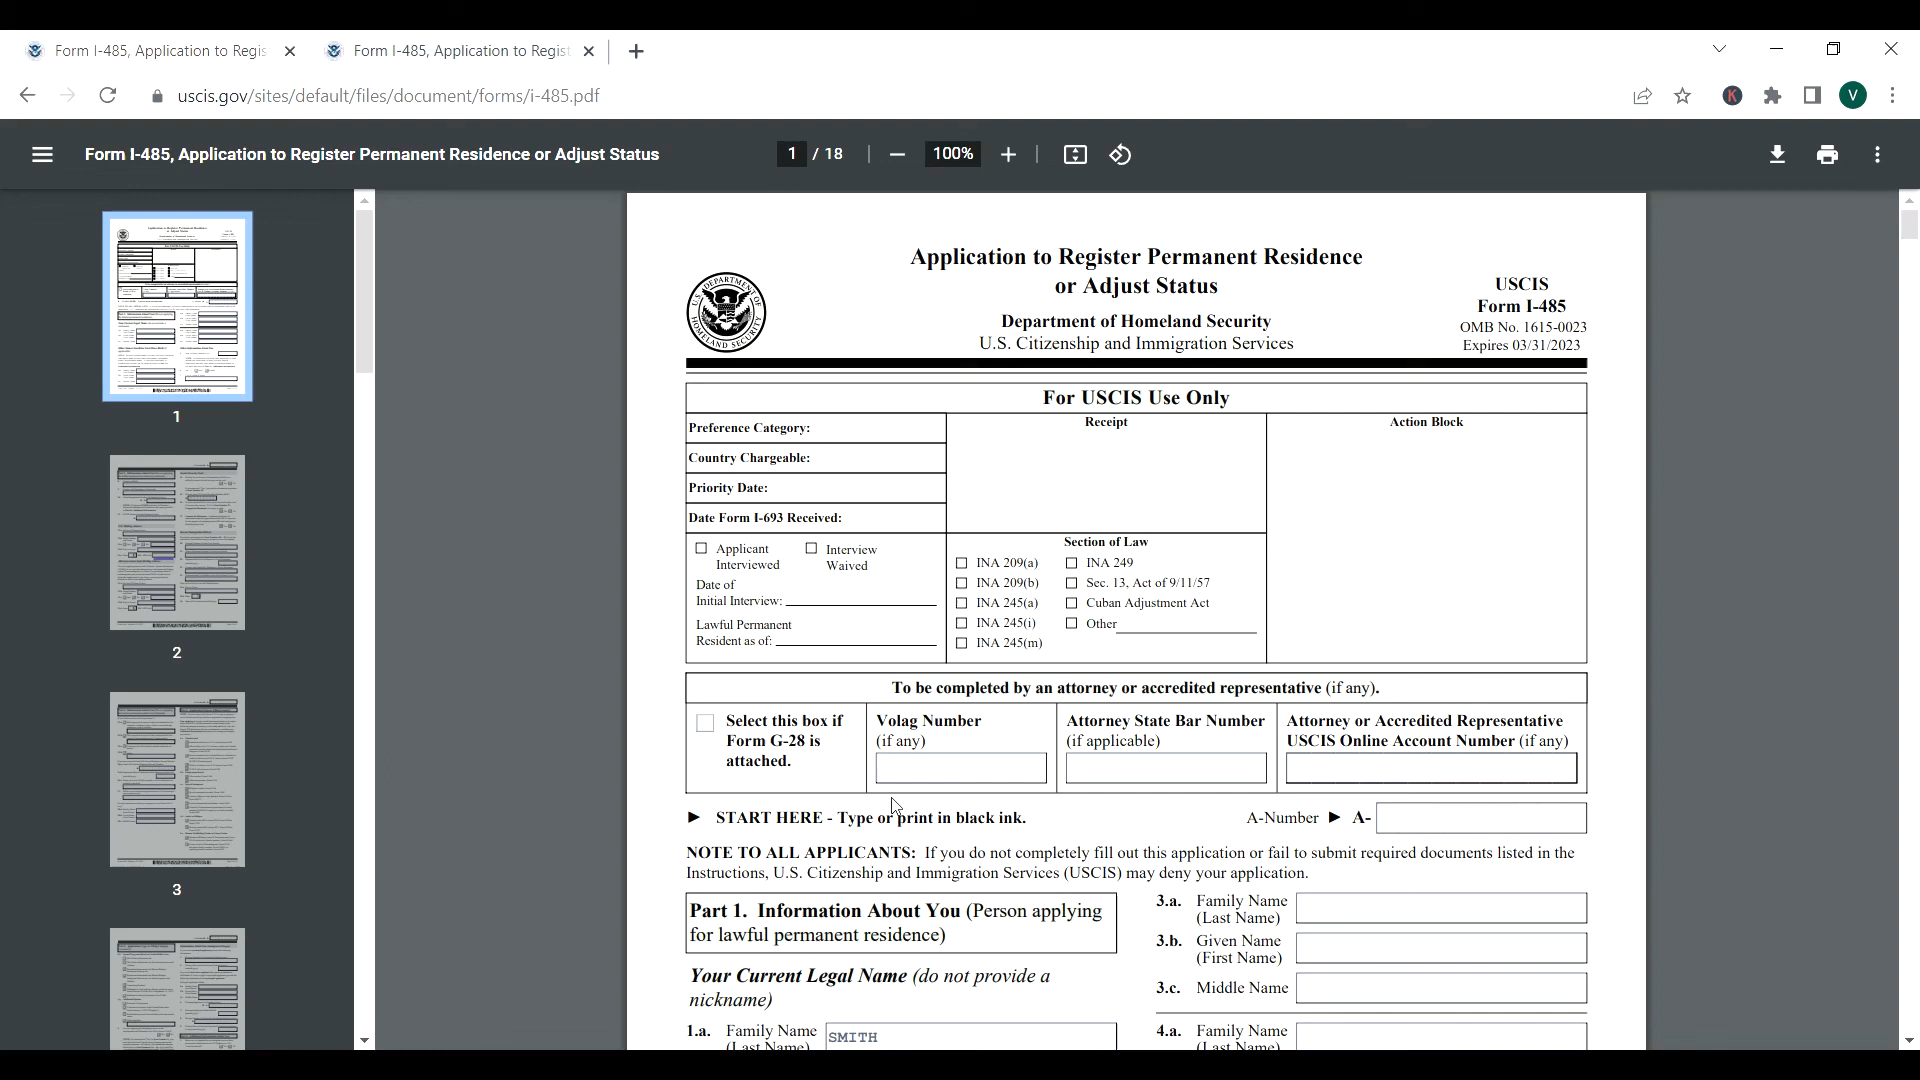 Form I-485, Application to Regis
Form I-485, Application to Regist
uscis.gov/sites/default/files/document/forms/i-485.pdf
K
V
Form I-485, Application to Register Permanent Residence or Adjust Status
1 / 18
100%
1
2
3
Application to Register Permanent Residence
or Adjust Status
Department of Homeland Security
U.S. Citizenship and Immigration Services
U.S. DEPARTMENT OF HOMELAND SECURITY
USCIS
Form I-485
OMB No. 1615-0023
Expires 03/31/2023
For USCIS Use Only
Preference Category:
Country Chargeable:
Priority Date:
Date Form I-693 Received:
Applicant
Interviewed
Interview
Waived
Date of
Initial Interview:
Lawful Permanent
Resident as of:
Receipt
Section of Law
INA 209(a)
INA 209(b)
INA 245(a)
INA 245(i)
INA 245(m)
INA 249
Sec. 13, Act of 9/11/57
Cuban Adjustment Act
Other
Action Block
To be completed by an attorney or accredited representative (if any).
Select this box if
Form G-28 is
attached.
Volag Number
(if any)
Attorney State Bar Number
(if applicable)
Attorney or Accredited Representative
USCIS Online Account Number (if any)
► START HERE - Type or print in black ink.
A-Number ► A-
NOTE TO ALL APPLICANTS: If you do not completely fill out this application or fail to submit required documents listed in the
Instructions, U.S. Citizenship and Immigration Services (USCIS) may deny your application.
Part 1. Information About You (Person applying
for lawful permanent residence)
Your Current Legal Name (do not provide a
nickname)
1.a. Family Name
(Last Name)
SMITH
3.a. Family Name
(Last Name)
3.b. Given Name
(First Name)
3.c. Middle Name
4.a. Family Name
(Last Name)